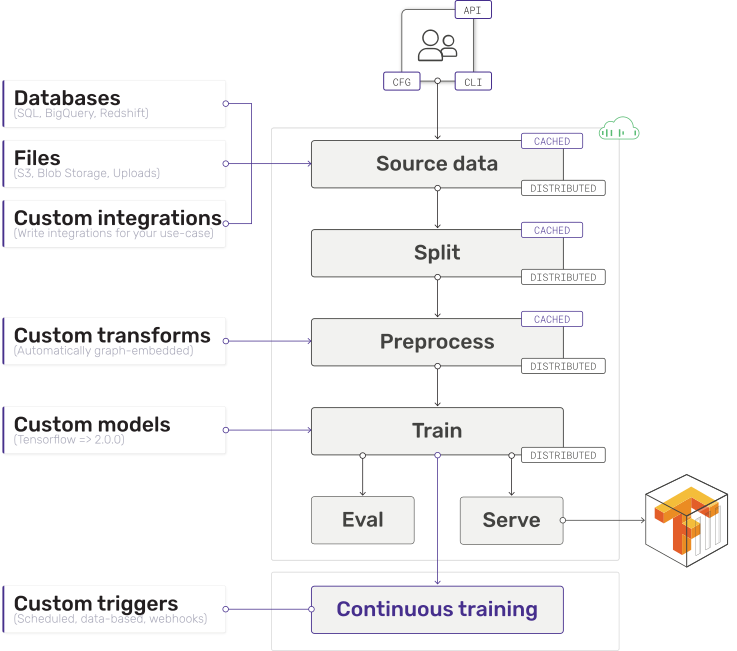 API
CFG
CLI
Databases
(SQL, BigQuery, Redshift)
Files
(S3, Blob Storage, Uploads)
Custom integrations
(Write integrations for your use-case)
CACHED
Source data
DISTRIBUTED
CACHED
Split
DISTRIBUTED
Custom transforms
(Automatically graph-embedded)
CACHED
Preprocess
DISTRIBUTED
Custom models
(Tensorflow => 2.0.0)
Train
DISTRIBUTED
Eval
Serve
Custom triggers
(Scheduled, data-based, webhooks)
Continuous training